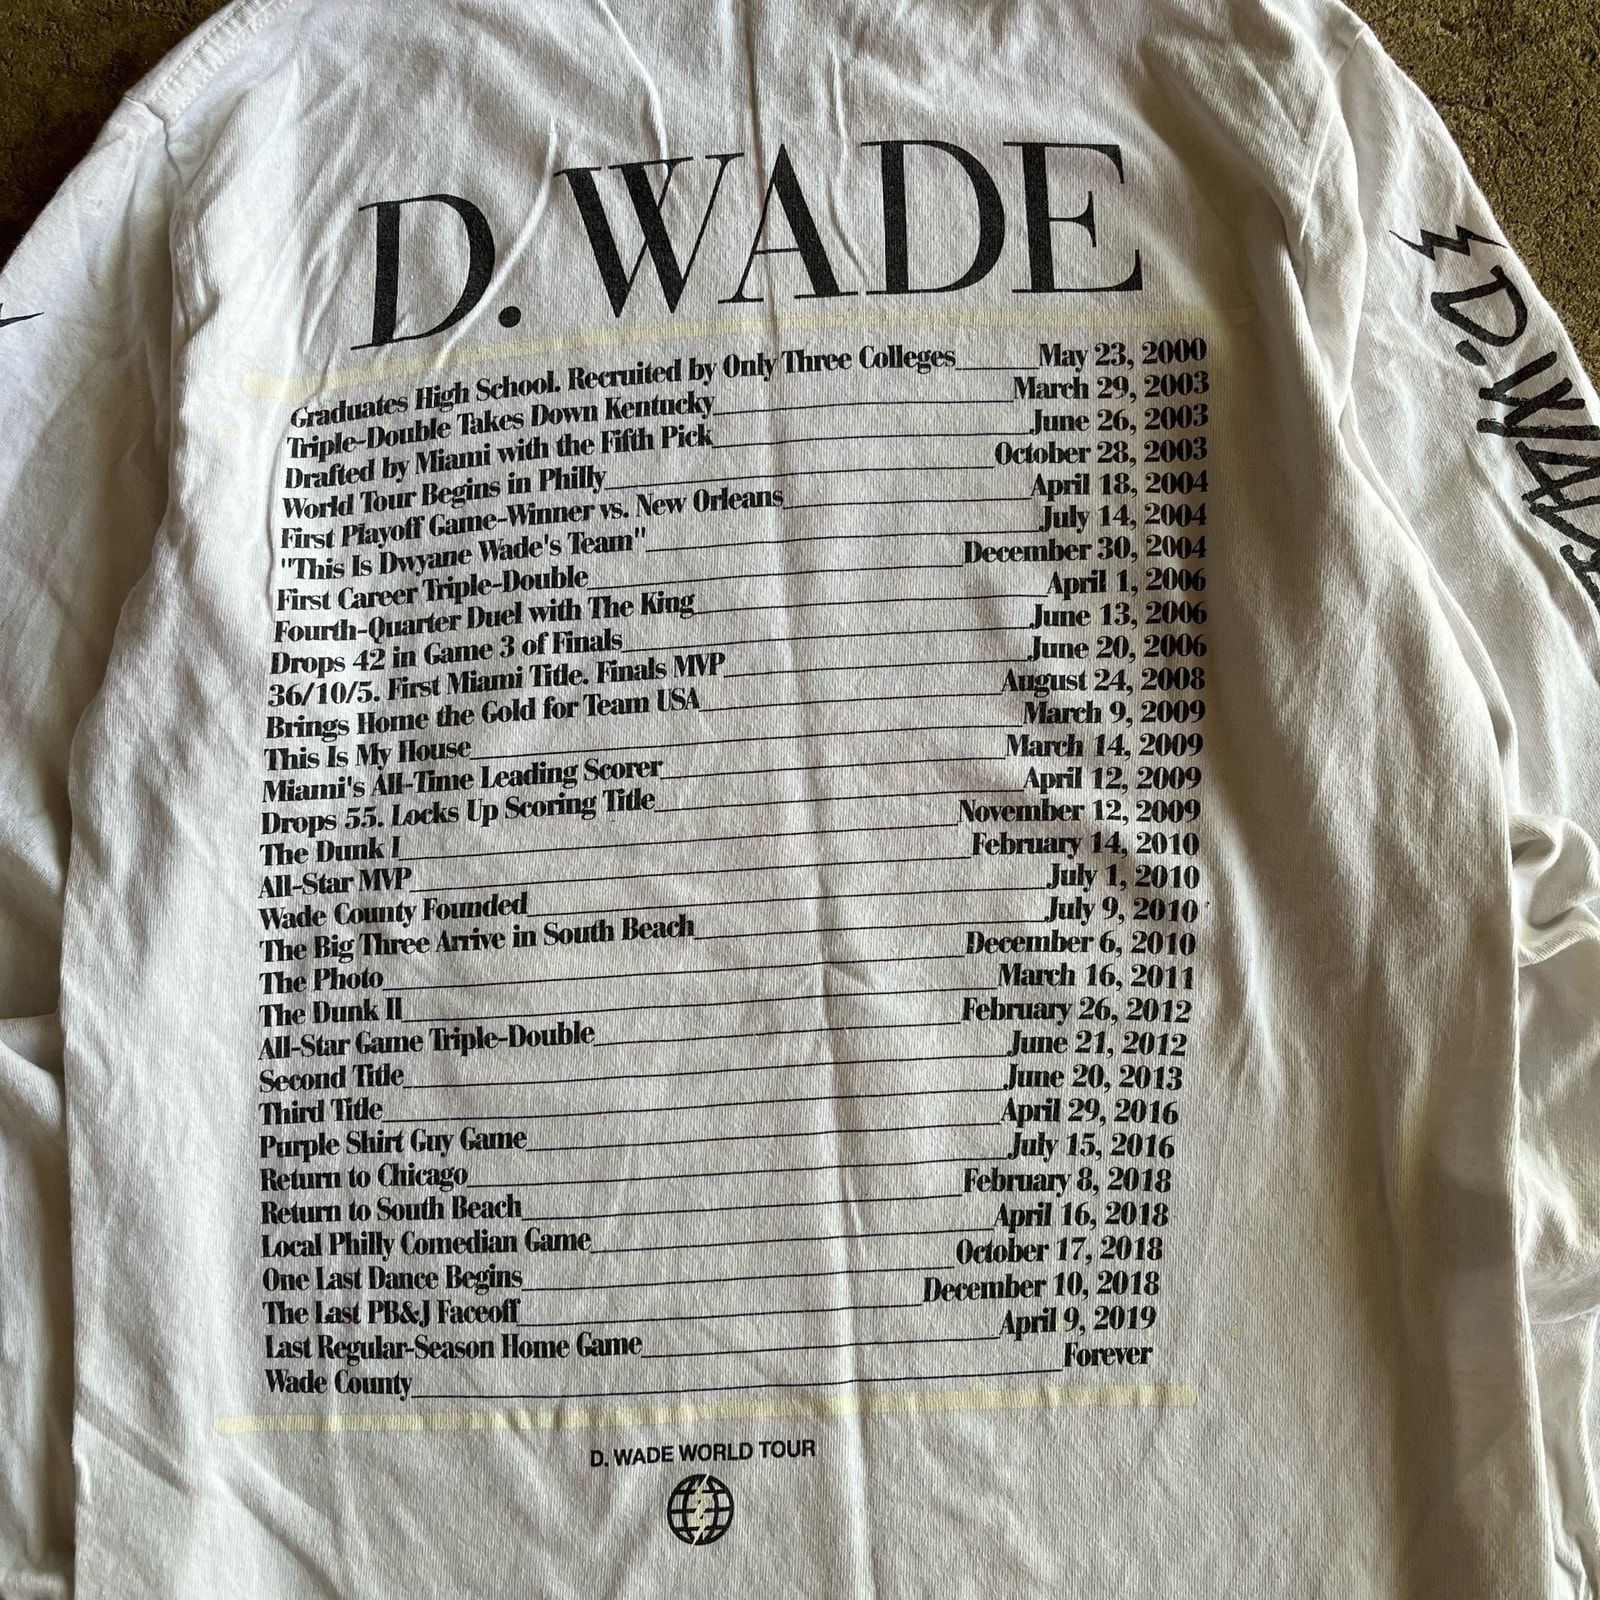 D. WADE
Graduates High School. Recruited by Only Three Colleges May 23, 2000
Triple-Double Takes Down Kentucky March 29, 2003
Drafted by Miami with the Fifth Pick June 26, 2003
World Tour Begins in Philly October 28, 2003
First Playoff Game-Winner vs. New Orleans April 18, 2004
"This Is Dwyane Wade's Team" July 14, 2004
First Career Triple-Double December 30, 2004
Fourth-Quarter Duel with The King April 1, 2006
Drops 42 in Game 3 of Finals June 13, 2006
36/10/5. First Miami Title. Finals MVP June 20, 2006
Brings Home the Gold for Team USA August 24, 2008
This Is My House March 9, 2009
Miami's All-Time Leading Scorer March 14, 2009
Drops 55. Locks Up Scoring Title April 12, 2009
The Dunk I November 12, 2009
All-Star MVP February 14, 2010
Wade County Founded July 1, 2010
The Big Three Arrive in South Beach July 9, 2010
The Photo December 6, 2010
The Dunk II March 16, 2011
All-Star Game Triple-Double February 26, 2012
Second Title June 21, 2012
Third Title June 20, 2013
Purple Shirt Guy Game April 29, 2016
Return to Chicago July 15, 2016
Return to South Beach February 8, 2018
Local Philly Comedian Game April 16, 2018
One Last Dance Begins October 17, 2018
The Last PB&J Faceoff December 10, 2018
Last Regular-Season Home Game April 9, 2019
Wade County Forever
D. WADE WORLD TOUR
D. WADE